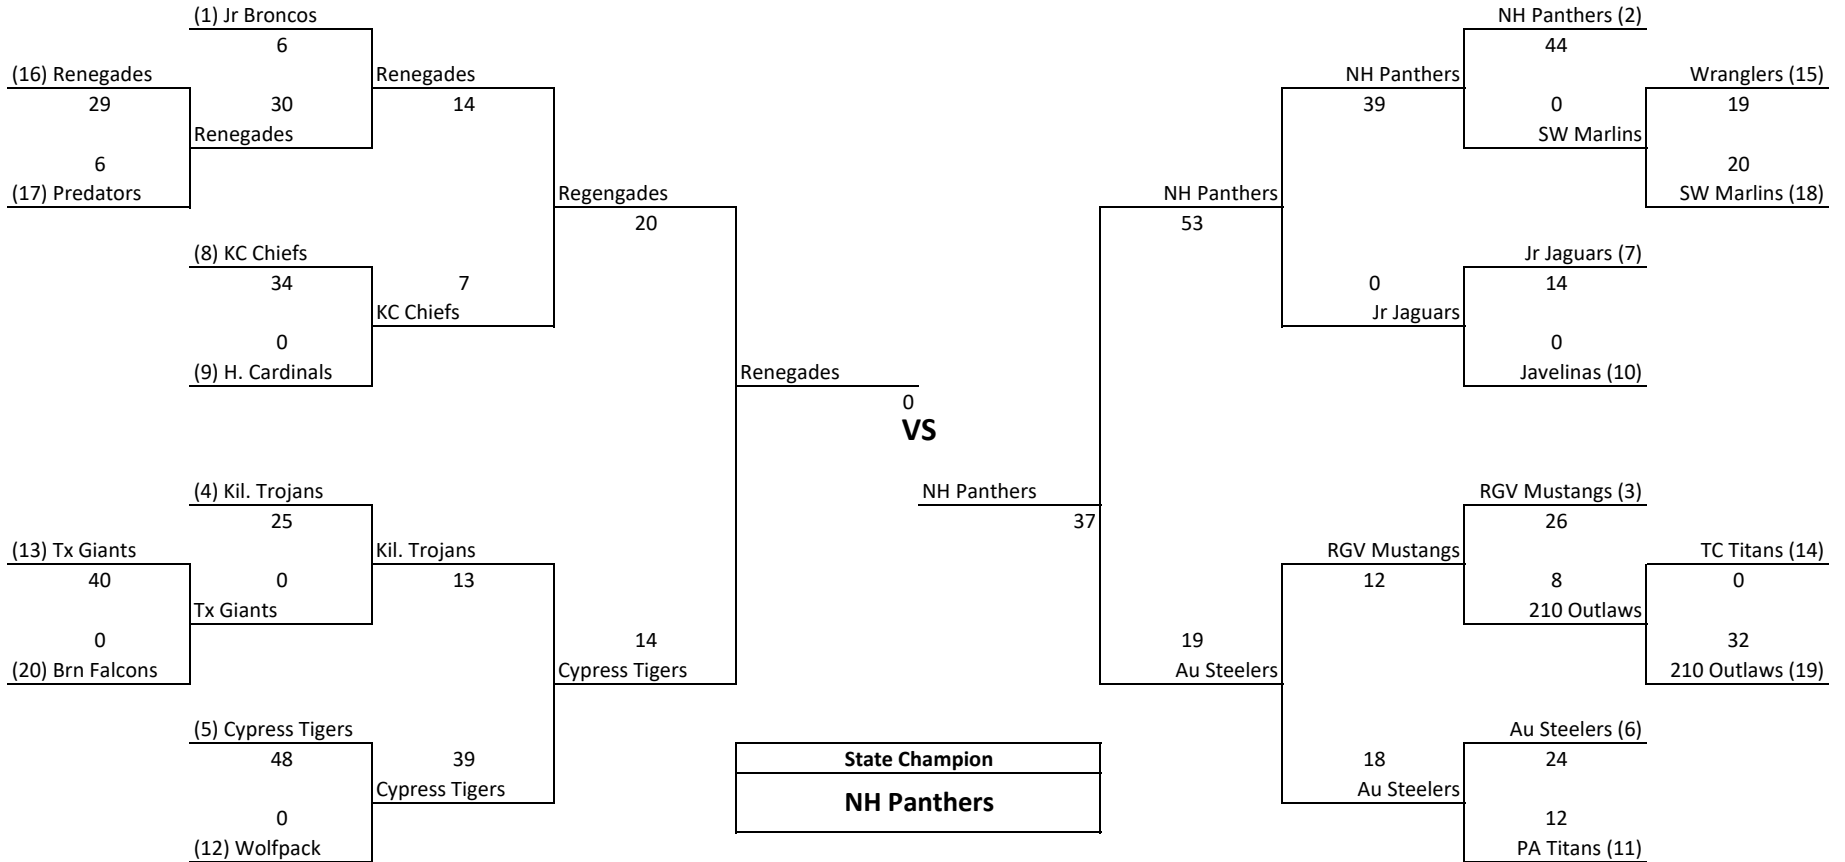 (1) Jr Broncos
6
(16) Renegades
29
30
Renegades
6
(17) Predators
Renegades
14
(8) KC Chiefs
34
7
KC Chiefs
0
(9) H. Cardinals
Regengades
20
(4) Kil. Trojans
25
(13) Tx Giants
40
0
Tx Giants
0
(20) Brn Falcons
Kil. Trojans
13
(5) Cypress Tigers
48
39
Cypress Tigers
0
(12) Wolfpack
14
Cypress Tigers
Renegades
0
VS
NH Panthers
37
State Champion
NH Panthers
NH Panthers (2)
44
NH Panthers
39
0
SW Marlins
Wranglers (15)
19
20
SW Marlins (18)
NH Panthers
53
Jr Jaguars (7)
14
0
Jr Jaguars
0
Javelinas (10)
RGV Mustangs (3)
26
RGV Mustangs
12
8
210 Outlaws
TC Titans (14)
0
32
210 Outlaws (19)
19
Au Steelers
Au Steelers (6)
24
18
Au Steelers
12
PA Titans (11)